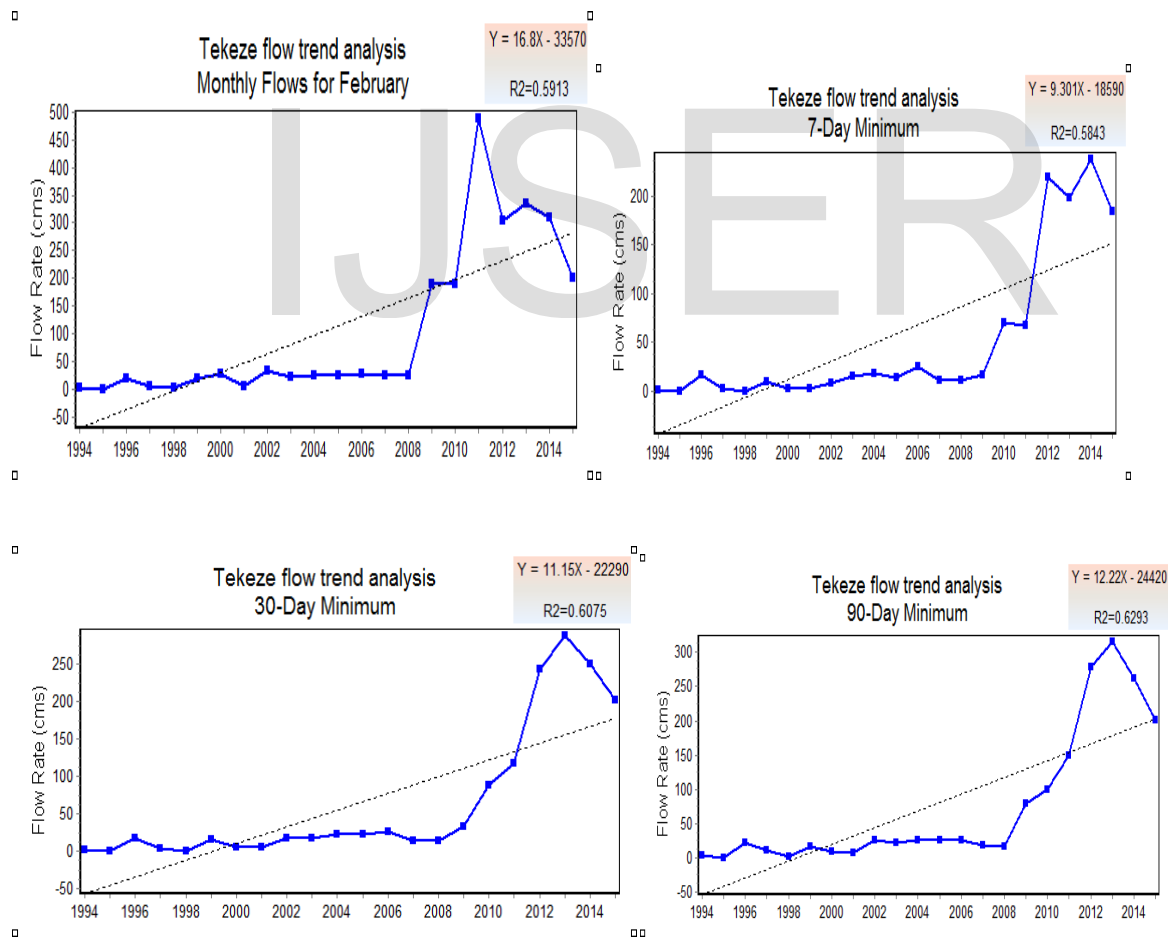 Tekeze flow trend analysis
Monthly Flows for February
Y = 16.8X - 33570
R2=0.5913
Flow Rate (cms)
500
450
400
350
300
250
200
150
100
50
0
-50
1994 1996 1998 2000 2002 2004 2006 2008 2010 2012 2014
Tekeze flow trend analysis
7-Day Minimum
Y = 9.301X - 18590
R2=0.5843
Flow Rate (cms)
200
150
100
50
0
1994 1996 1998 2000 2002 2004 2006 2008 2010 2012 2014
IJSER
Tekeze flow trend analysis
30-Day Minimum
Y = 11.15X - 22290
R2=0.6075
Flow Rate (cms)
250
200
150
100
50
0
-50
1994 1996 1998 2000 2002 2004 2006 2008 2010 2012 2014
Tekeze flow trend analysis
90-Day Minimum
Y = 12.22X - 24420
R2=0.6293
Flow Rate (cms)
300
250
200
150
100
50
0
-50
1994 1996 1998 2000 2002 2004 2006 2008 2010 2012 2014